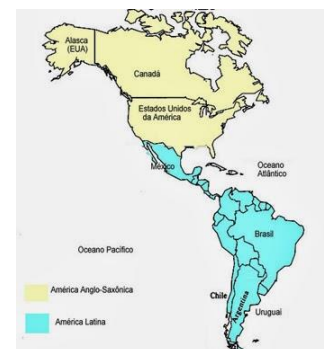 Alasca
(EUA)
Canadá
Estados Unidos
da América
México
Oceano
Atlântico
Brasil
Oceano Pacífico
América Anglo-Saxônica
Chile
Argentina
Uruguai
América Latina